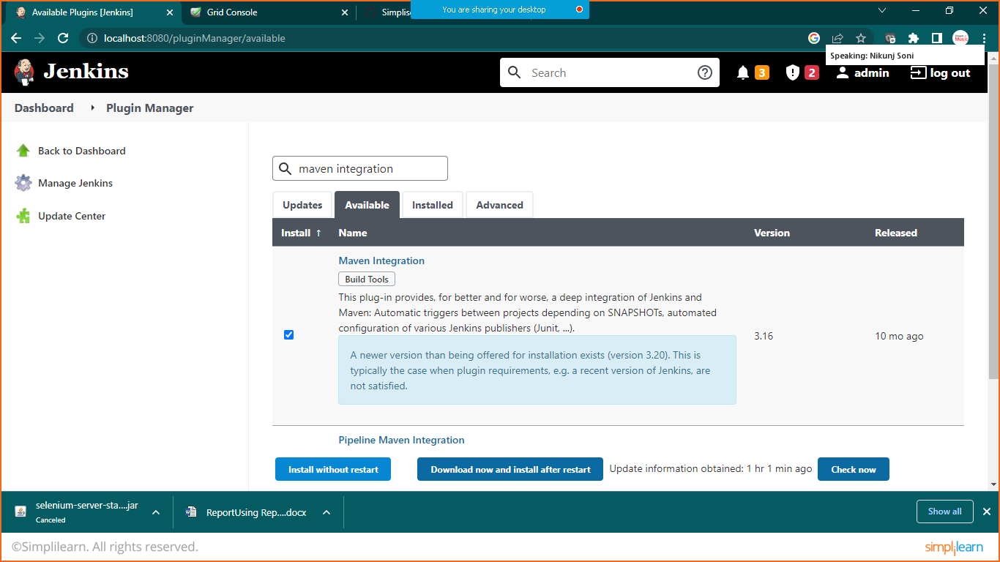 Available Plugins [Jenkins]
Grid Console
You are sharing your desktop
localhost:8080/pluginManager/available
Speaking: Nikunj Soni
Jenkins
Search
3
2
admin
log out
Dashboard
Plugin Manager
Back to Dashboard
Manage Jenkins
Update Center
maven integration
Updates
Available
Installed
Advanced
Install ↑
Name
Version
Released
Maven Integration
Build Tools
This plug-in provides, for better and for worse, a deep integration of Jenkins and
Maven: Automatic triggers between projects depending on SNAPSHOTs, automated
configuration of various Jenkins publishers (Junit, ...).
A newer version than being offered for installation exists (version 3.20). This is
typically the case when plugin requirements, e.g. a recent version of Jenkins, are
not satisfied.
3.16
10 mo ago
Pipeline Maven Integration
Install without restart
Download now and install after restart
Update information obtained: 1 hr 1 min ago
Check now
selenium-server-sta....jar
Canceled
ReportUsing Rep....docx
Show all
©Simplilearn. All rights reserved.
simplilearn